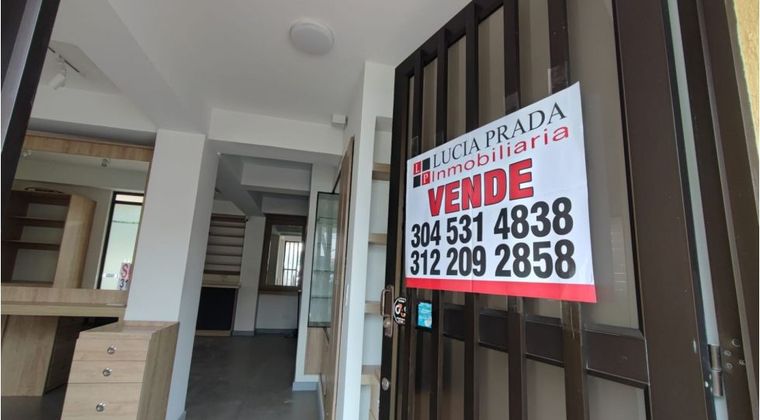 LP
LUCIA PRADA
Inmobiliaria
VENDE
304 531 4838
312 209 2858